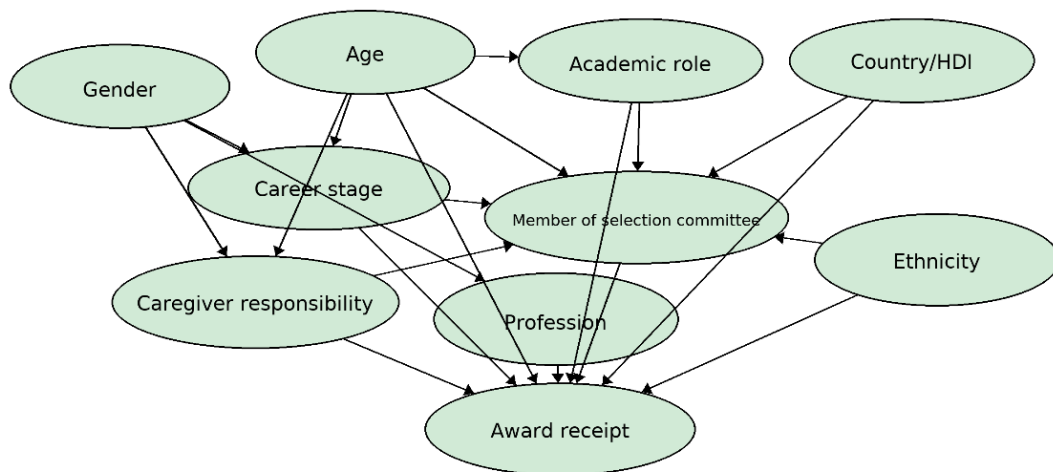 Age
Academic role
Country/HDI
Gender
Career stage
Member of selection committee
Ethnicity
Caregiver responsibility
Profession
Award receipt